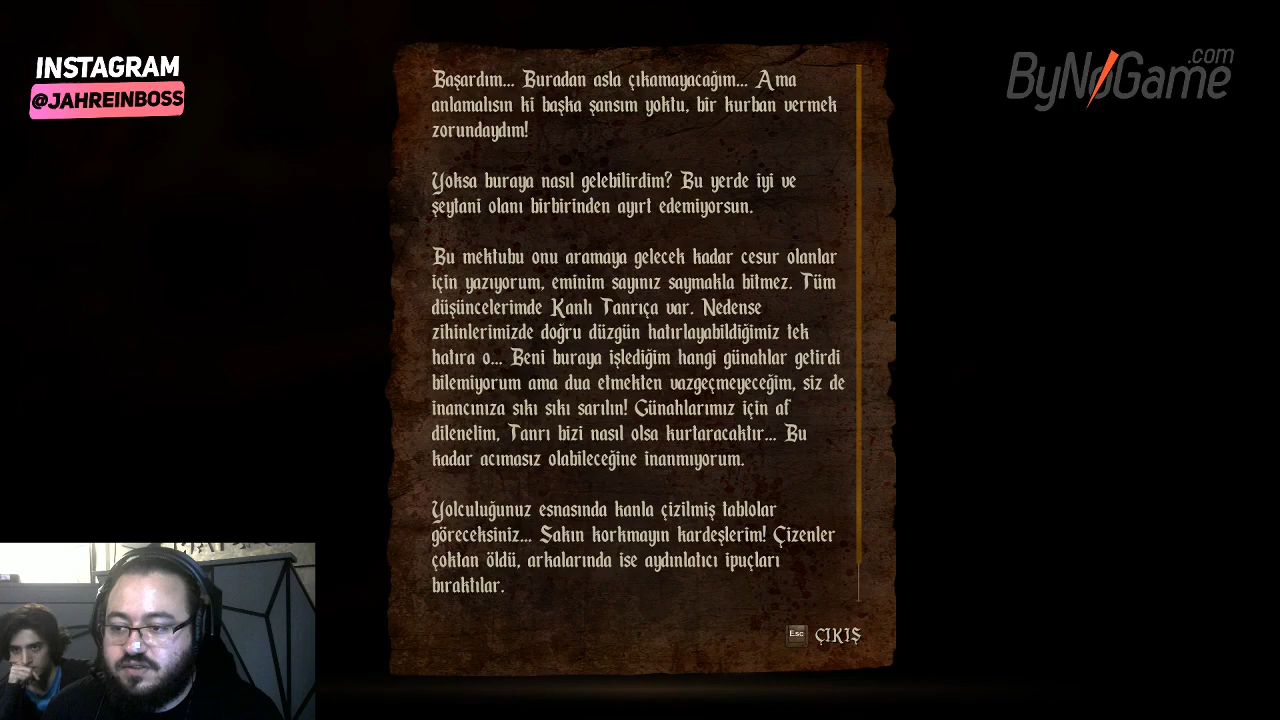 INSTAGRAM
@JAHREINBOSS
ByNoGame.com
Başardım... Buradan asla çıkamayacağım... Ama
anlamalısın ki başka şansım yoktu, bir kurban vermek
zorundaydım!
Yoksa buraya nasıl gelebilirdim? Bu yerde iyi ve
şeytani olanı birbirinden ayırt edemiyorsun.
Bu mektubu onu aramaya gelecek kadar cesur olanlar
için yazıyorum, eminim sayınız saymakla bitmez. Tüm
düşüncelerimde Kanlı Tanrıça var. Nedense
zihinlerimizde doğru düzgün hatırlayabildiğimiz tek
hatıra o... Beni buraya işlediğim hangi günahlar getirdi
bilemiyorum ama dua etmekten vazgeçmeyeceğim, siz de
inancınıza sıkı sıkı sarılın! Günahlarımız için af
dilenelim, Tanrı bizi nasıl olsa kurtaracaktır... Bu
kadar acımasız olabileceğine inanmıyorum.
Yolculuğunuz esnasında kanla çizilmiş tablolar
göreceksiniz... Sakın korkmayın kardeşlerim! Çizenler
çoktan öldü, arkalarında ise aydınlatıcı ipuçları
bıraktılar.
Esc ÇIKIŞ